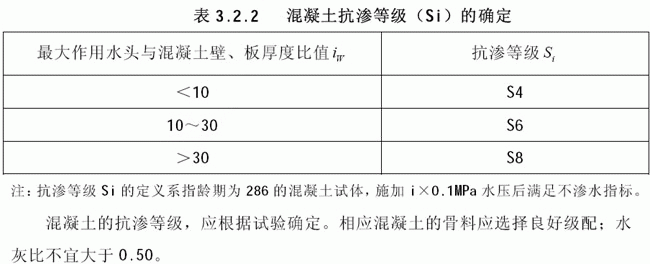 表 3.2.2 混凝土抗渗等级（Si）的确定
最大作用水头与混凝土壁、板厚度比值 iW 抗渗等级 Si
<10 S4
10～30 S6
>30 S8
注：抗渗等级 Si 的定义系指龄期为 286 的混凝土试体，施加 i×0.1MPa 水压后满足不渗水指标。
混凝土的抗渗等级，应根据试验确定。相应混凝土的骨料应选择良好级配；水
灰比不宜大于 0.50。